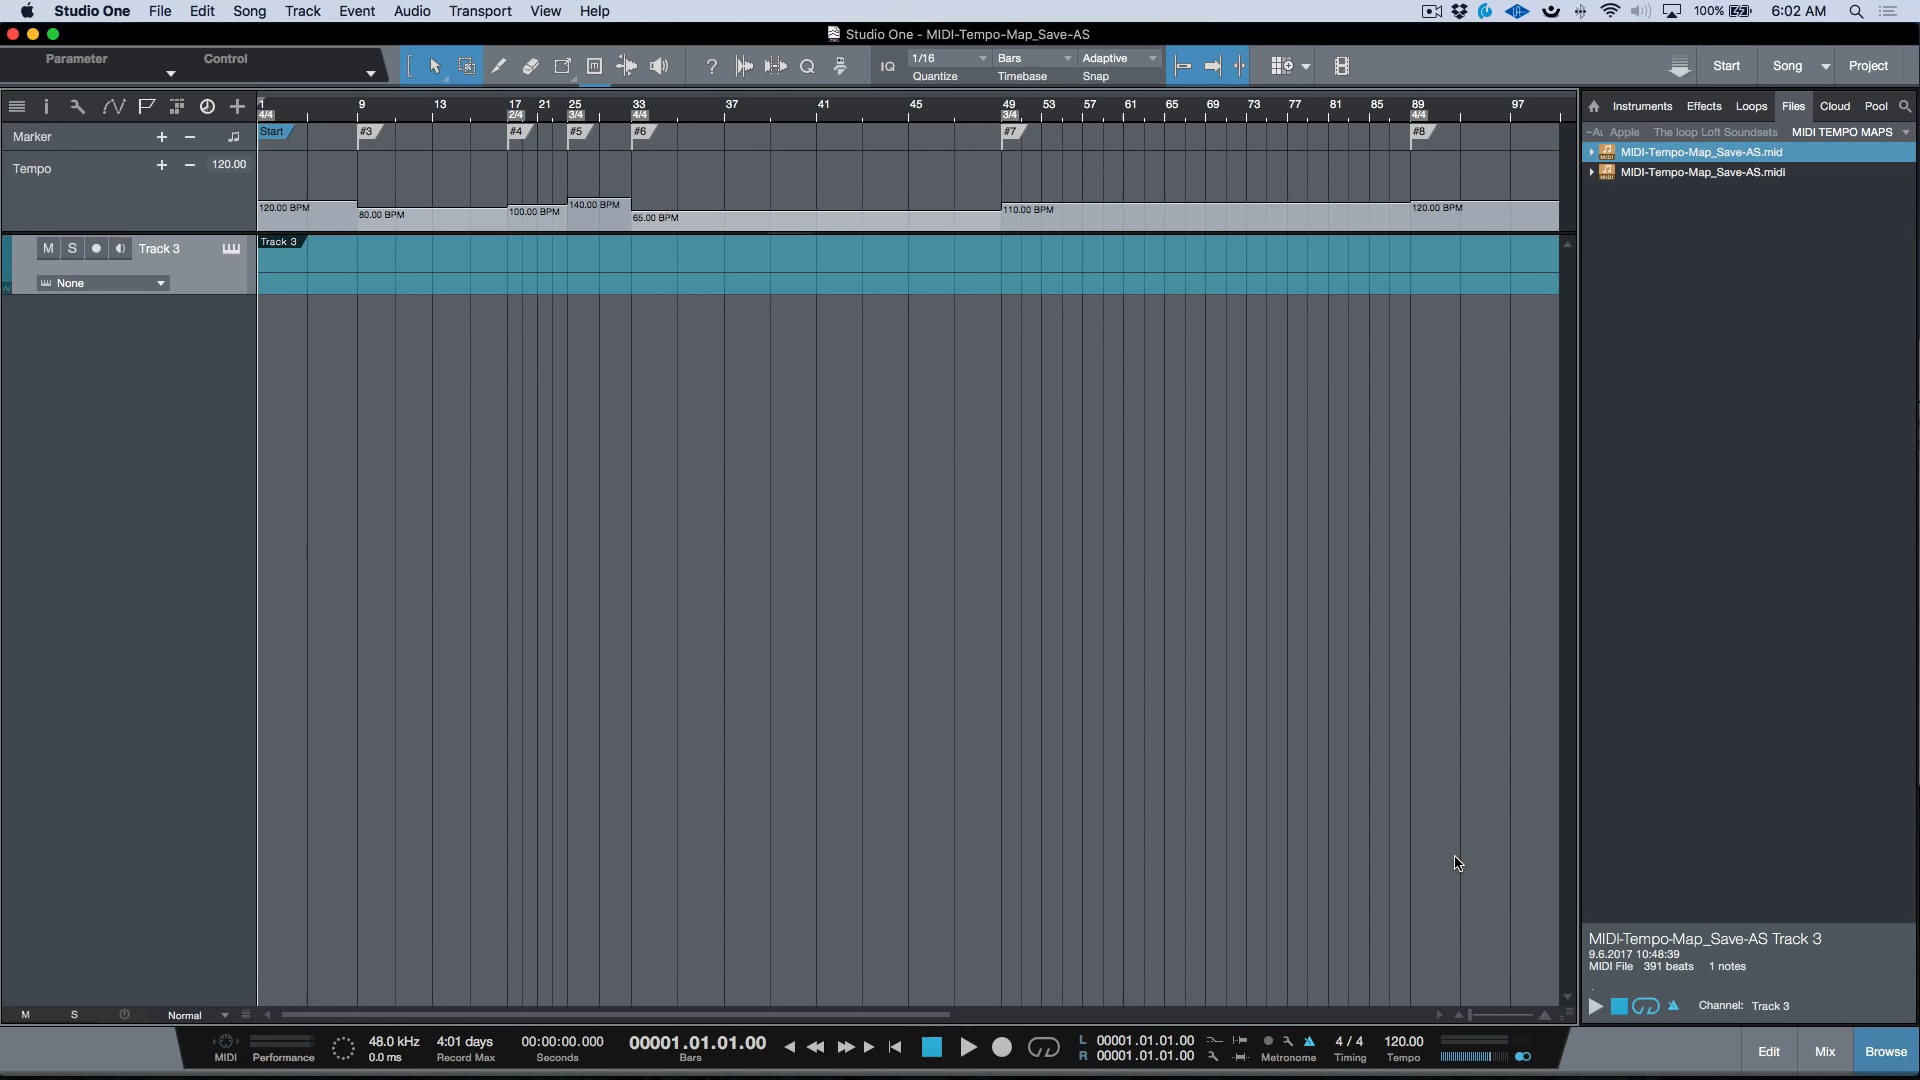 Studio One File Edit Song Track Event Audio Transport View Help 100% 6:02 AM
Studio One - MIDI-Tempo-Map_Save-AS
Parameter Control
IQ 1/16 Bars Adaptive
Quantize Timebase Snap
Start Song Project
1 9 13 17 21 25 33 37 41 45 49 53 57 61 65 69 73 77 81 85 89 97
4/4 2/4 3/4 4/4 3/4 4/4
Instruments Effects Loops Files Cloud Pool
Marker + − Start #3 #4 #5 #6 #7 #8
Apple The loop Loft Soundsets MIDI TEMPO MAPS
MIDI-Tempo-Map_Save-AS.mid
Tempo + − 120.00
MIDI-Tempo-Map_Save-AS.midi
120.00 BPM 80.00 BPM 100.00 BPM 140.00 BPM 65.00 BPM 110.00 BPM 120.00 BPM
M S Track 3
Track 3
None
MIDI-Tempo-Map_Save-AS Track 3
9.6.2017 10:48:39
MIDI File 391 beats 1 notes
Channel: Track 3
M S Normal
MIDI Performance
48.0 kHz 4:01 days 00:00:00.000 00001.01.01.00
0.0 ms Record Max Seconds Bars
L 00001.01.01.00
R 00001.01.01.00
4 / 4 120.00
Metronome Timing Tempo
Edit Mix Browse